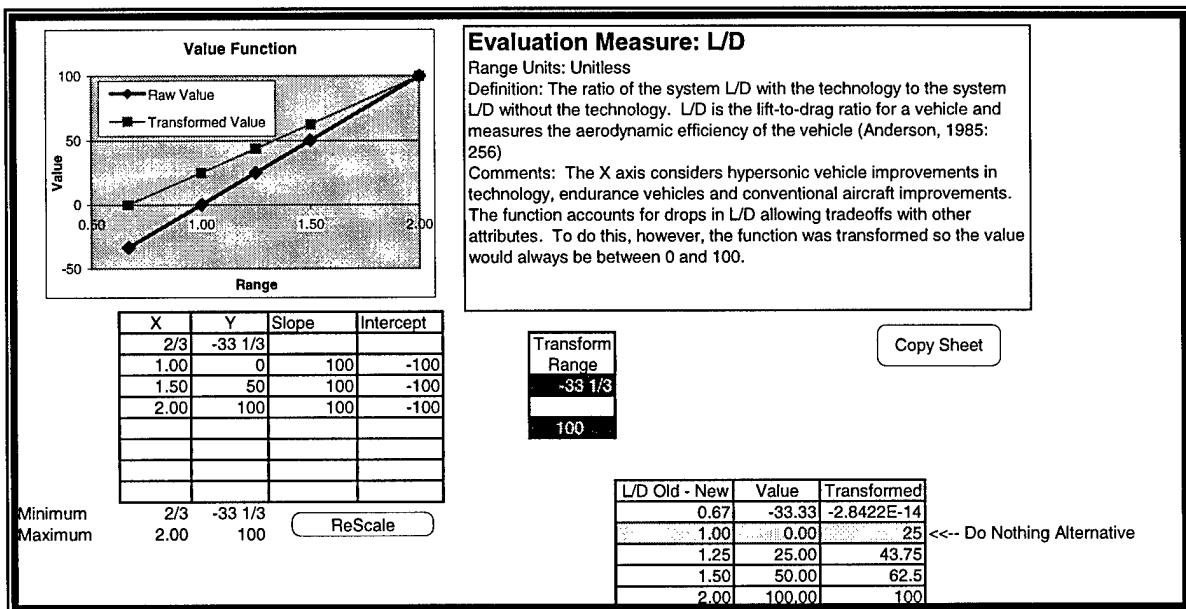 Value Function
100
50
0
-50
Value
Raw Value
Transformed Value
0.50 1.00 1.50 2.00
Range
Evaluation Measure: L/D
Range Units: Unitless
Definition: The ratio of the system L/D with the technology to the system
L/D without the technology. L/D is the lift-to-drag ratio for a vehicle and
measures the aerodynamic efficiency of the vehicle (Anderson, 1985:
256)
Comments: The X axis considers hypersonic vehicle improvements in
technology, endurance vehicles and conventional aircraft improvements.
The function accounts for drops in L/D allowing tradeoffs with other
attributes. To do this, however, the function was transformed so the value
would always be between 0 and 100.
X Y Slope Intercept
2/3 -33 1/3
1.00 0 100 -100
1.50 50 100 -100
2.00 100 100 -100
Minimum 2/3 -33 1/3
Maximum 2.00 100
ReScale
Transform
Range
-33 1/3
100
Copy Sheet
L/D Old - New Value Transformed
0.67 -33.33 -2.8422E-14
1.00 0.00 25 <<-- Do Nothing Alternative
1.25 25.00 43.75
1.50 50.00 62.5
2.00 100.00 100